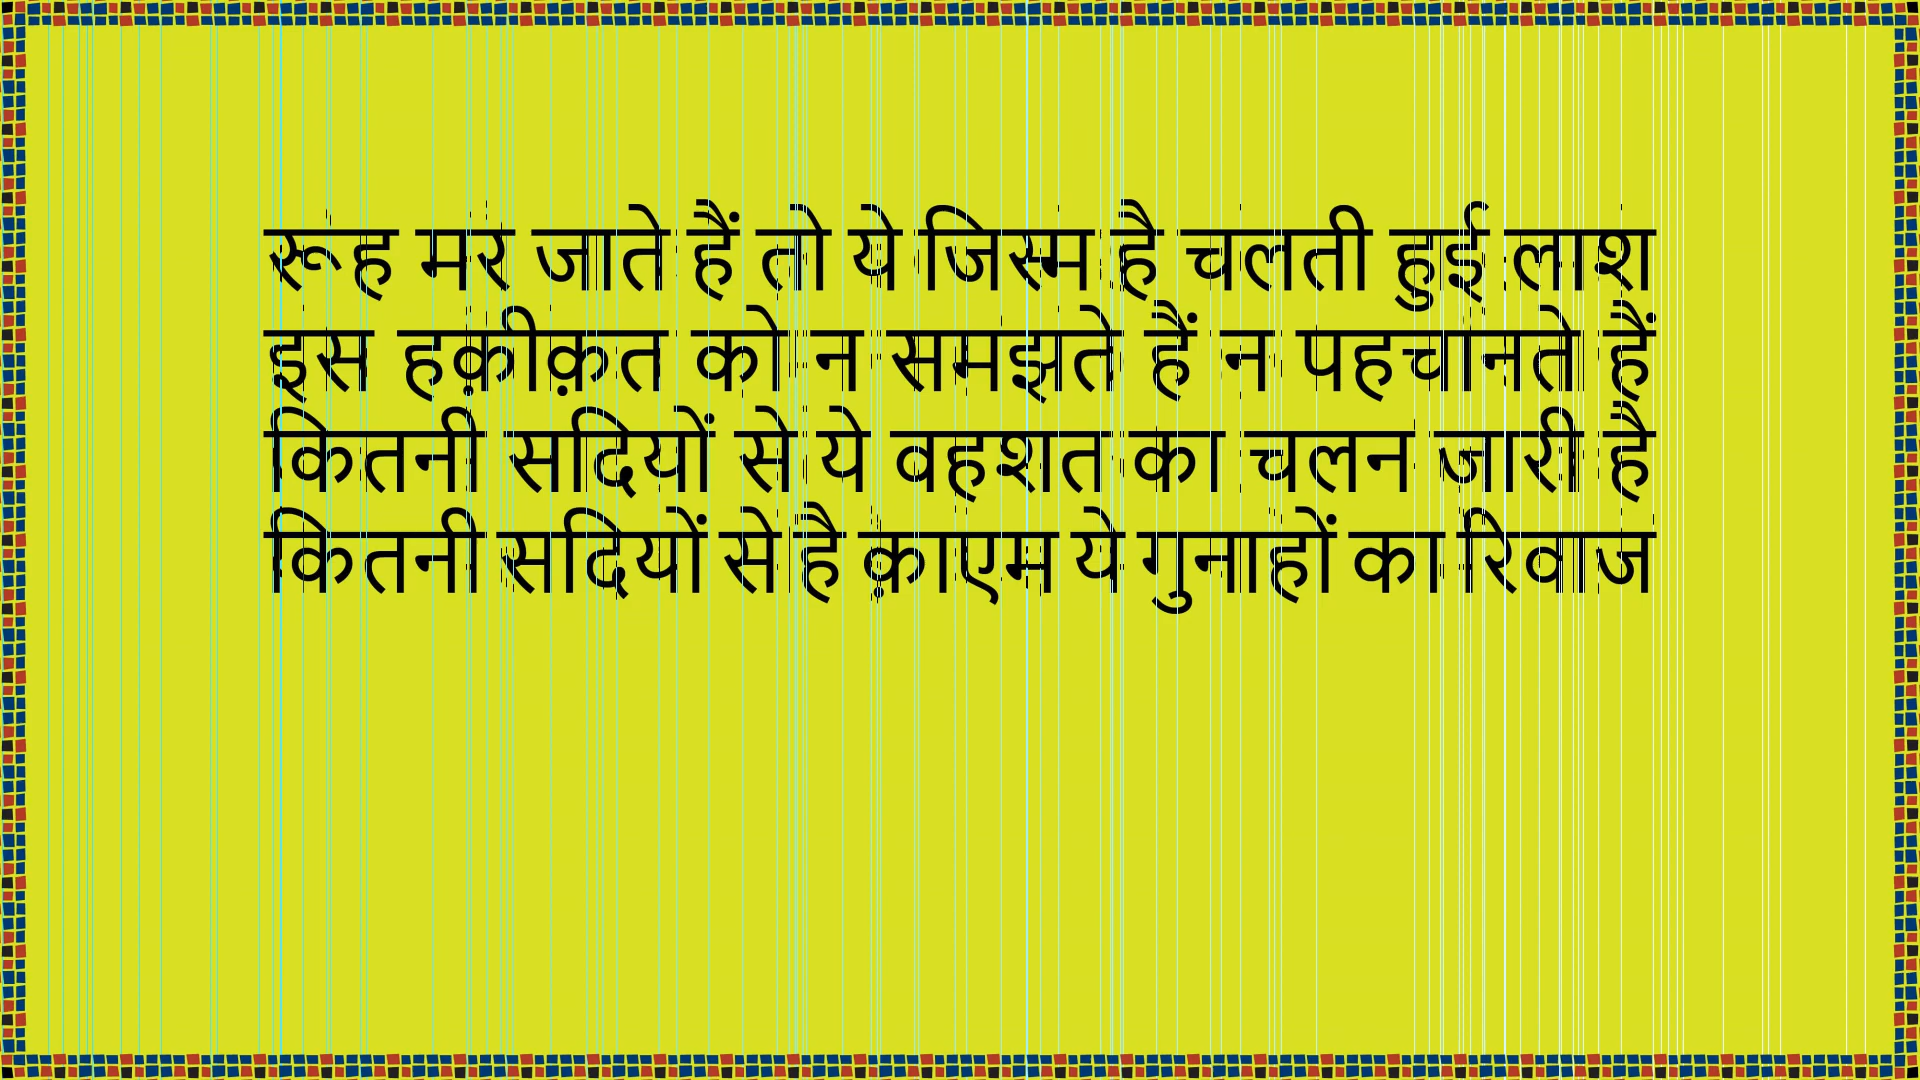 रूह मर जाते हैं तो ये जिस्म है चलती हुई लाश
इस हक़ीक़त को न समझते हैं न पहचानते हैं
कितनी सदियों से ये वहशत का चलन जारी है
कितनी सदियों से है क़ाएम ये गुनाहों का रिवाज